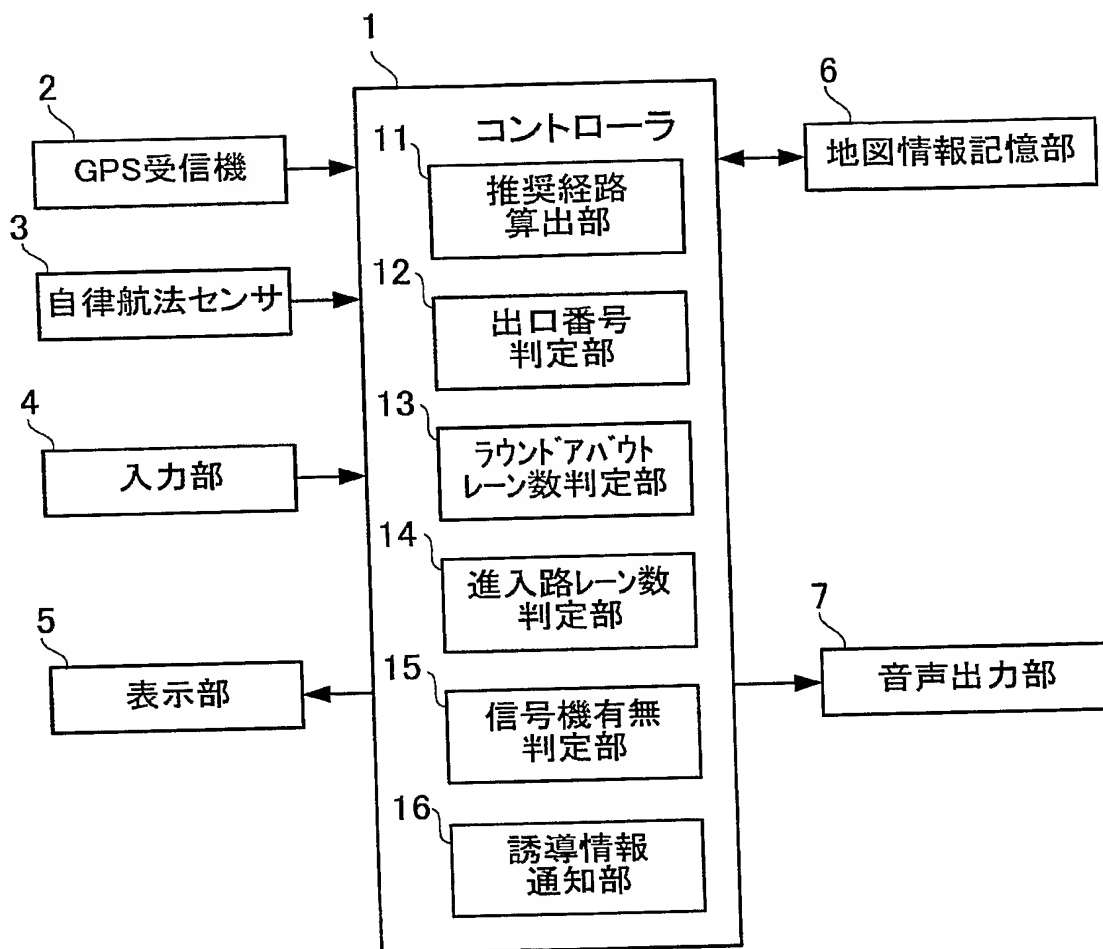 1
コントローラ
2
GPS受信機
3
自律航法センサ
4
入力部
5
表示部
6
地図情報記憶部
7
音声出力部
11
推奨経路
算出部
12
出口番号
判定部
13
ラウンドアバウト
レーン数判定部
14
進入路レーン数
判定部
15
信号機有無
判定部
16
誘導情報
通知部